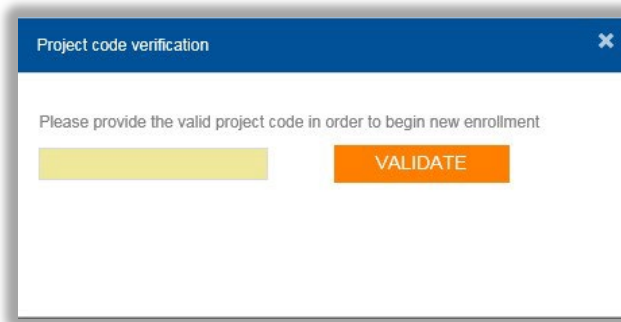 Project code verification
Please provide the valid project code in order to begin new enrollment
VALIDATE